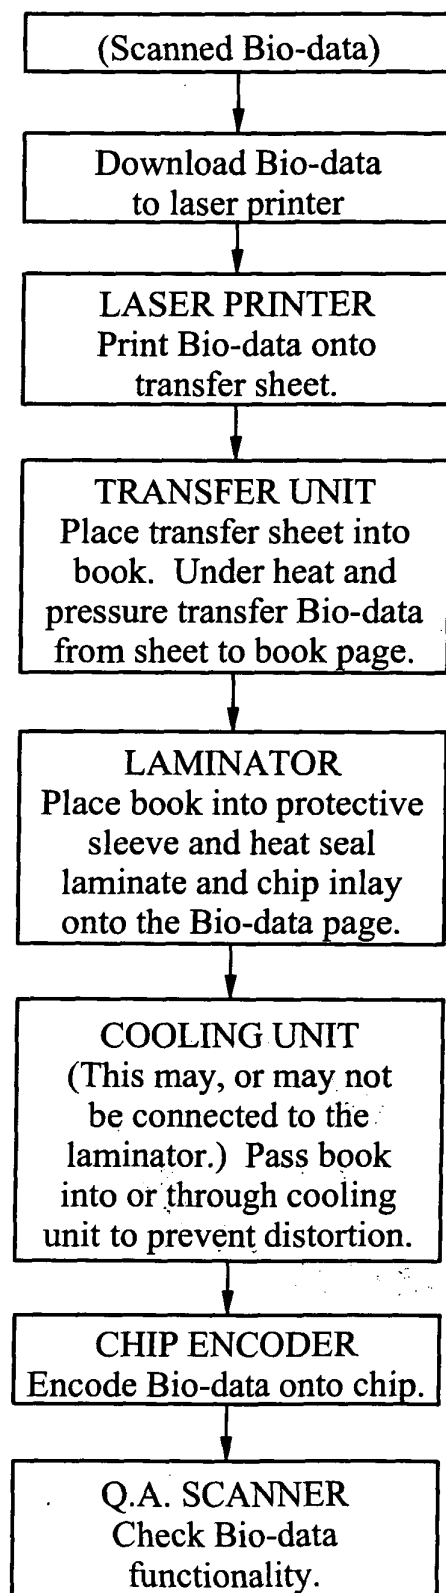 (Scanned Bio-data)
Download Bio-data
to laser printer
LASER PRINTER
Print Bio-data onto
transfer sheet.
TRANSFER UNIT
Place transfer sheet into
book.  Under heat and
pressure transfer Bio-data
from sheet to book page.
LAMINATOR
Place book into protective
sleeve and heat seal
laminate and chip inlay
onto the Bio-data page.
COOLING UNIT
(This may, or may not
be connected to the
laminator.)  Pass book
into or through cooling
unit to prevent distortion.
CHIP ENCODER
Encode Bio-data onto chip.
Q.A. SCANNER
Check Bio-data
functionality.